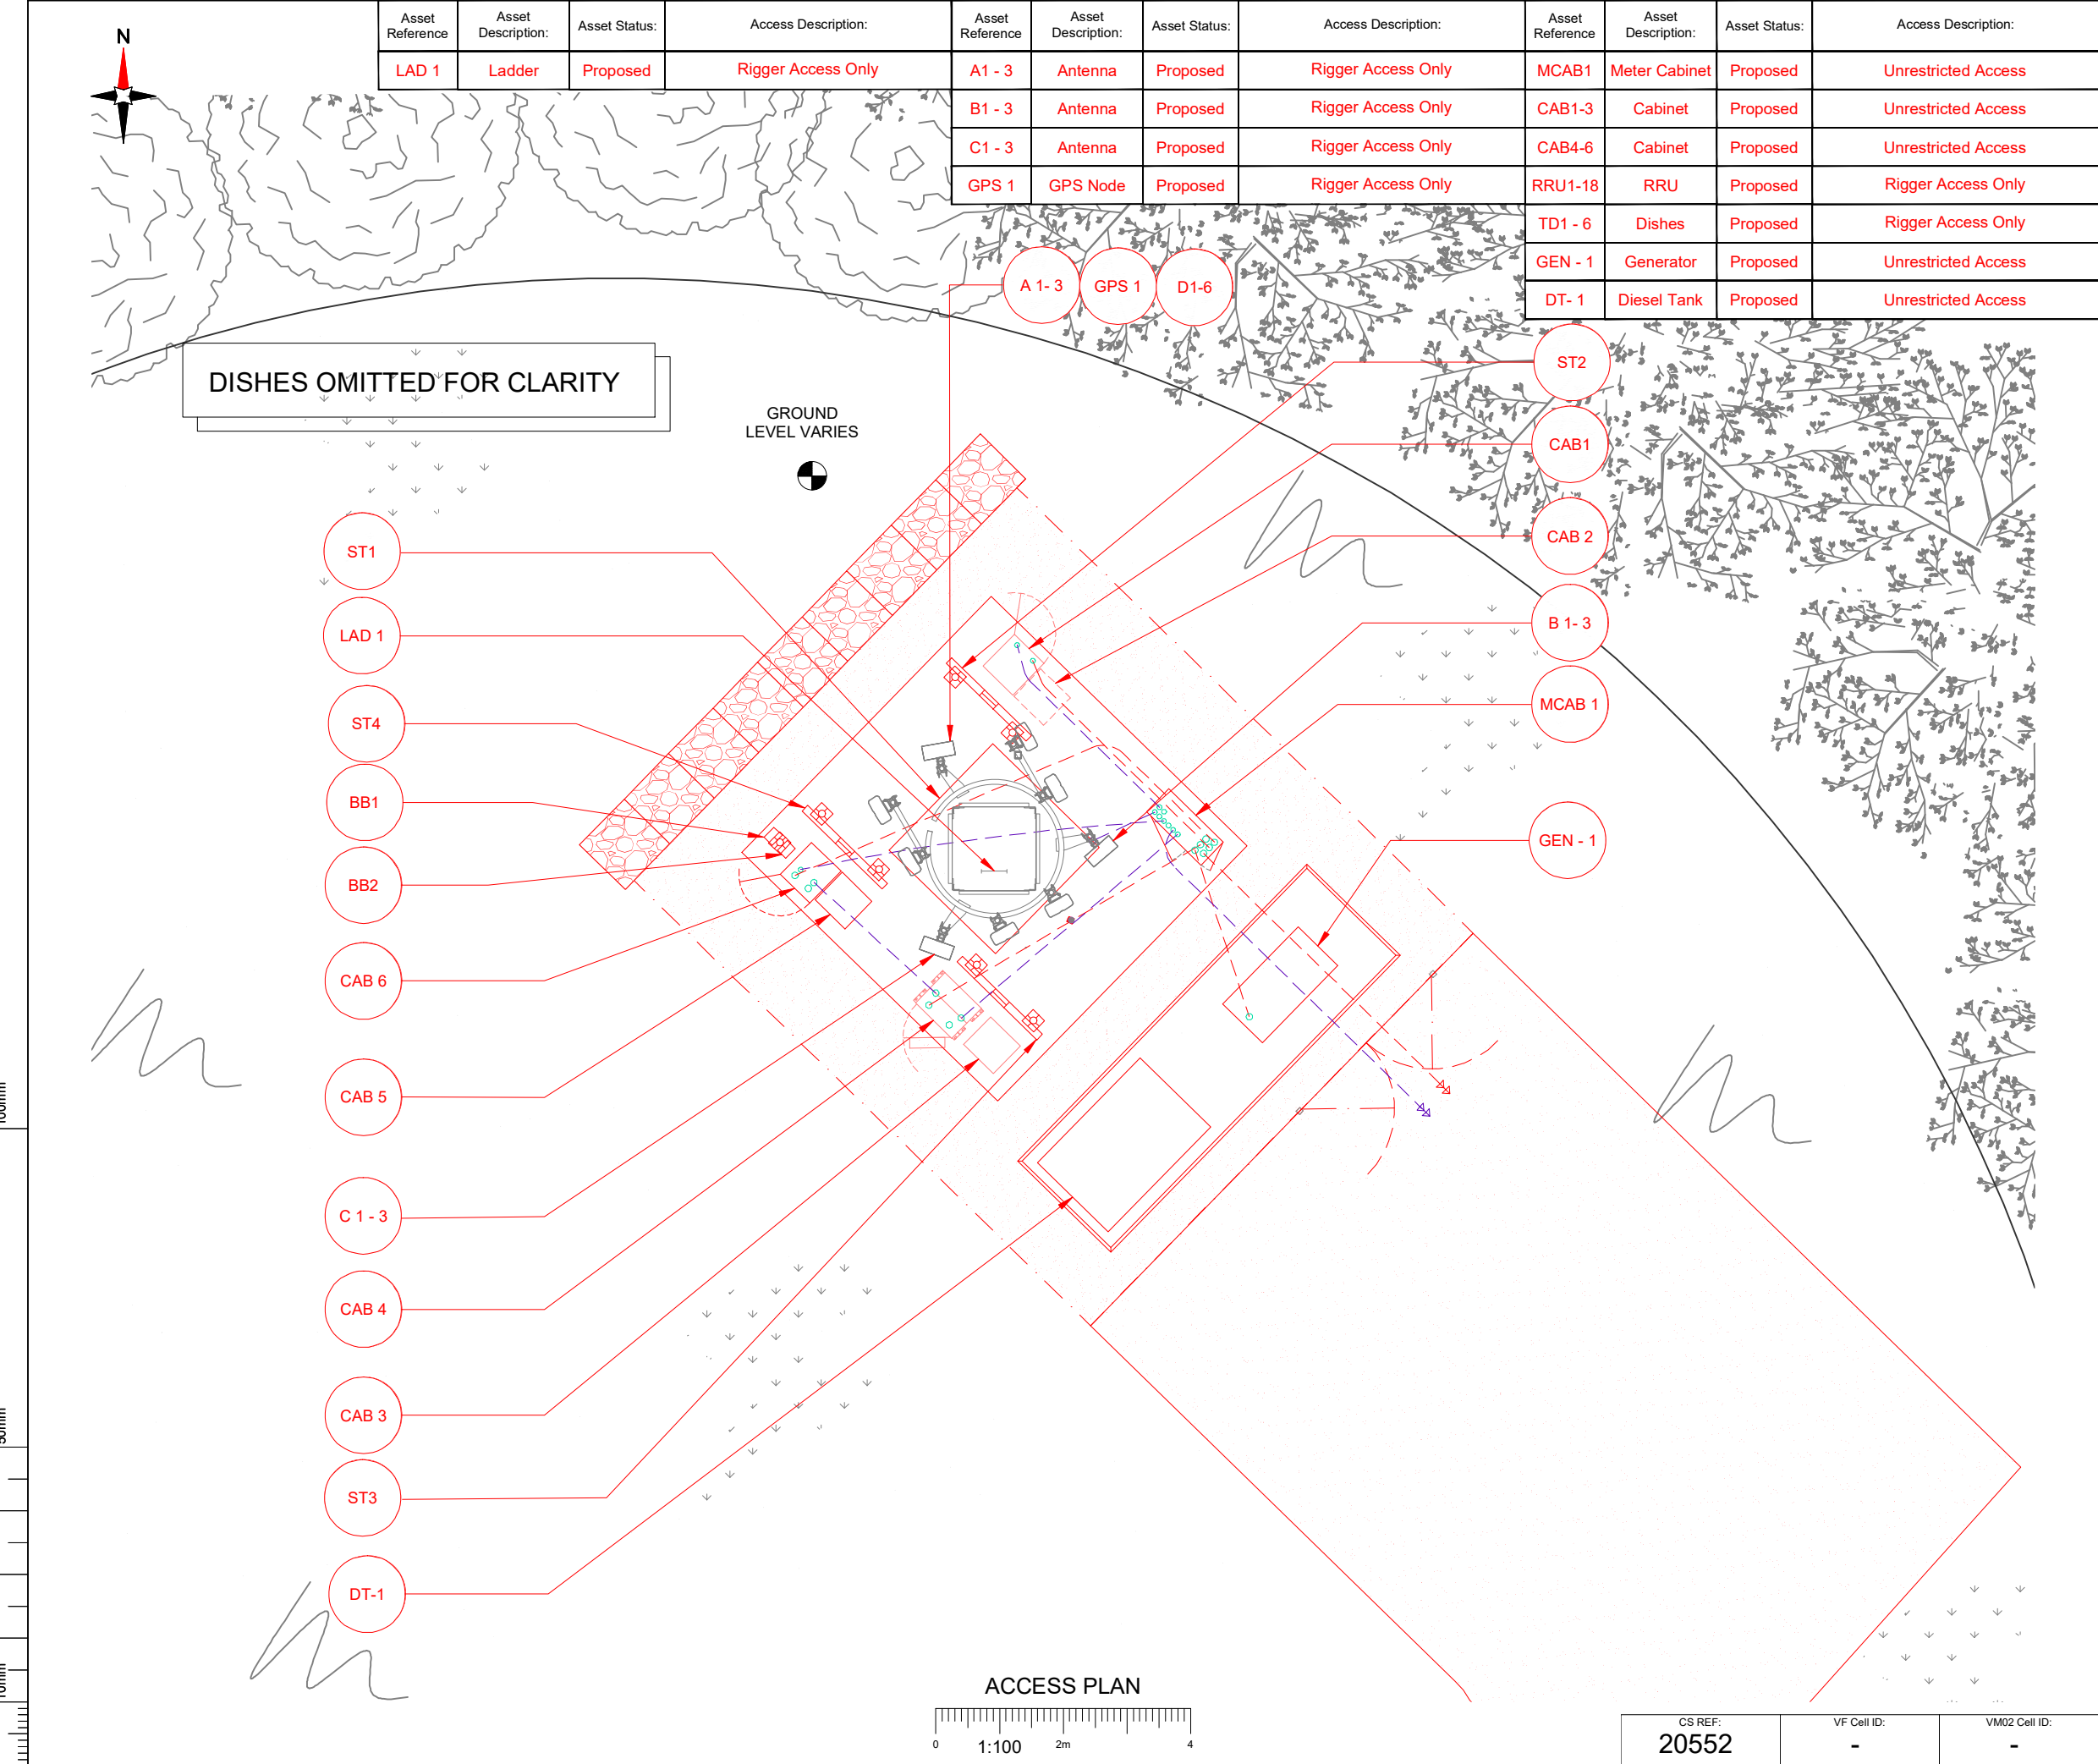 N
Asset Reference Asset Description: Asset Status: Access Description:
LAD 1 Ladder Proposed Rigger Access Only
Asset Reference Asset Description: Asset Status: Access Description:
A1 - 3 Antenna Proposed Rigger Access Only
B1 - 3 Antenna Proposed Rigger Access Only
C1 - 3 Antenna Proposed Rigger Access Only
GPS 1 GPS Node Proposed Rigger Access Only
Asset Reference Asset Description: Asset Status: Access Description:
MCAB1 Meter Cabinet Proposed Unrestricted Access
CAB1-3 Cabinet Proposed Unrestricted Access
CAB4-6 Cabinet Proposed Unrestricted Access
RRU1-18 RRU Proposed Rigger Access Only
TD1 - 6 Dishes Proposed Rigger Access Only
GEN - 1 Generator Proposed Unrestricted Access
DT- 1 Diesel Tank Proposed Unrestricted Access
A 1- 3 GPS 1 D1-6
DISHES OMITTED FOR CLARITY
GROUND
LEVEL VARIES
ST2
CAB1
CAB 2
B 1- 3
MCAB 1
GEN - 1
ST1
LAD 1
ST4
BB1
BB2
CAB 6
CAB 5
C 1 - 3
CAB 4
CAB 3
ST3
DT-1
100mm
50mm
10mm
ACCESS PLAN
0 1:100 2m 4
CS REF: VF Cell ID: VM02 Cell ID:
20552 - -